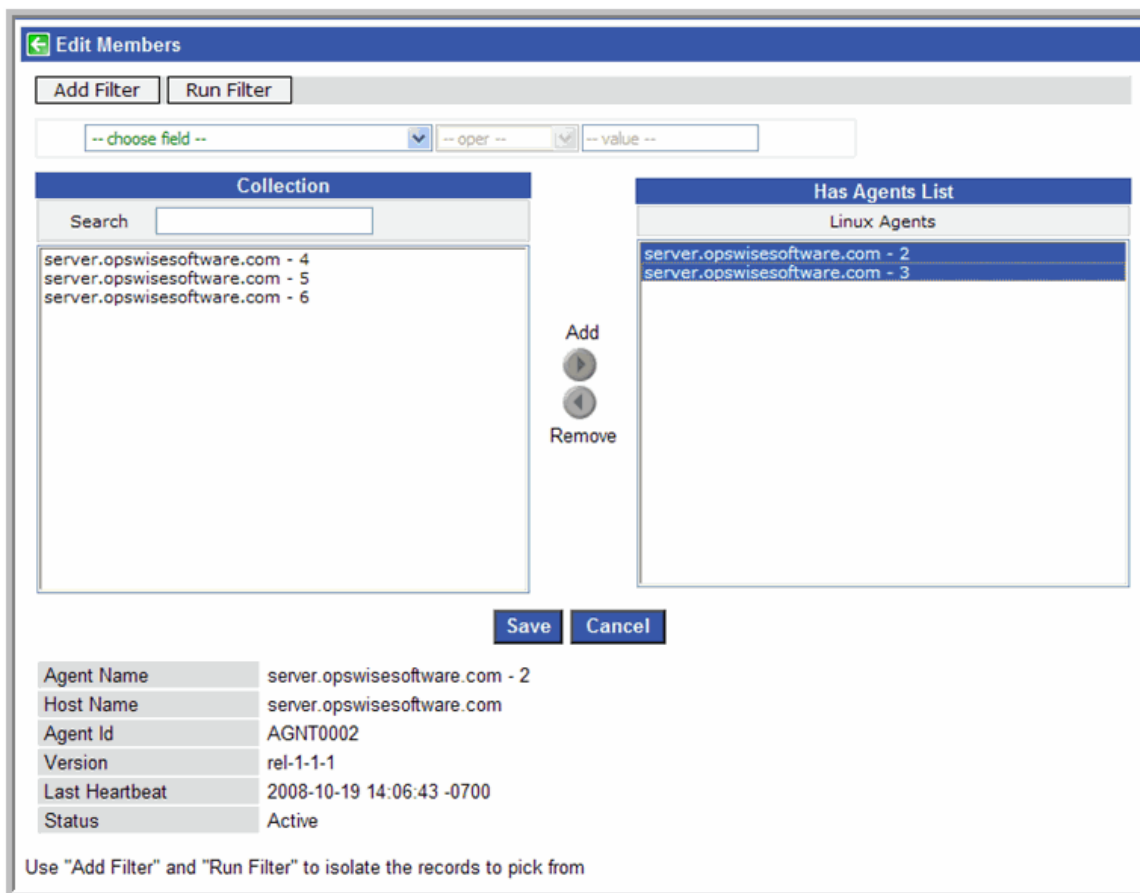 Edit Members
Add Filter Run Filter
-- choose field -- -- oper -- -- value --
Collection
Search
server.opswisesoftware.com - 4
server.opswisesoftware.com - 5
server.opswisesoftware.com - 6
Add
Remove
Has Agents List
Linux Agents
server.opswisesoftware.com - 2
server.opswisesoftware.com - 3
Save Cancel
Agent Name server.opswisesoftware.com - 2
Host Name server.opswisesoftware.com
Agent Id AGNT0002
Version rel-1-1-1
Last Heartbeat 2008-10-19 14:06:43 -0700
Status Active
Use "Add Filter" and "Run Filter" to isolate the records to pick from